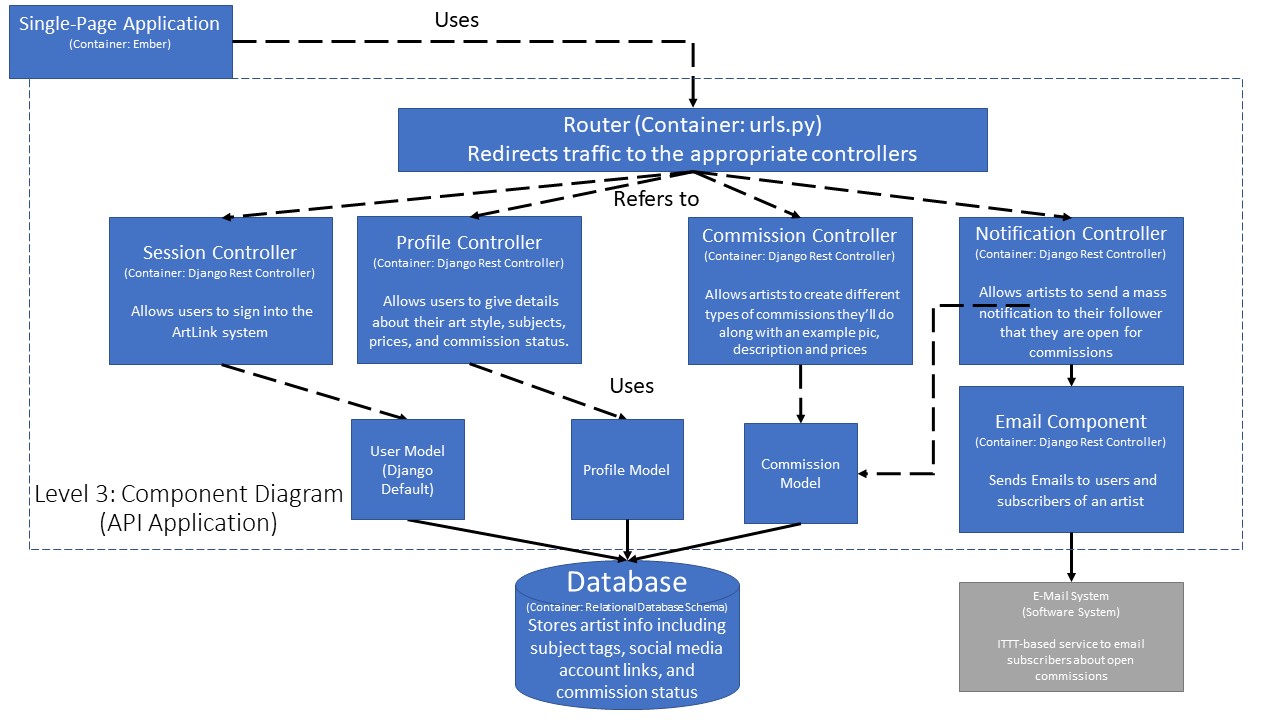 Single-Page Application
(Container: Ember)
Uses
Router (Container: urls.py)
Redirects traffic to the appropriate controllers
Refers to
Session Controller
(Container: Django Rest Controller)
Allows users to sign into the
ArtLink system
Profile Controller
(Container: Django Rest Controller)
Allows users to give details
about their art style, subjects,
prices, and commission status.
Commission Controller
(Container: Django Rest Controller)
Allows artists to create different
types of commissions they'll do
along with an example pic,
description and prices
Notification Controller
(Container: Django Rest Controller)
Allows artists to send a mass
notification to their follower
that they are open for
commissions
Uses
User Model
(Django
Default)
Profile Model
Commission
Model
Email Component
(Container: Django Rest Controller)
Sends Emails to users and
subscribers of an artist
Level 3: Component Diagram
(API Application)
Database
(Container: Relational Database Schema)
Stores artist info including
subject tags, social media
account links, and
commission status
E-Mail System
(Software System)
ITTT-based service to email
subscribers about open
commissions